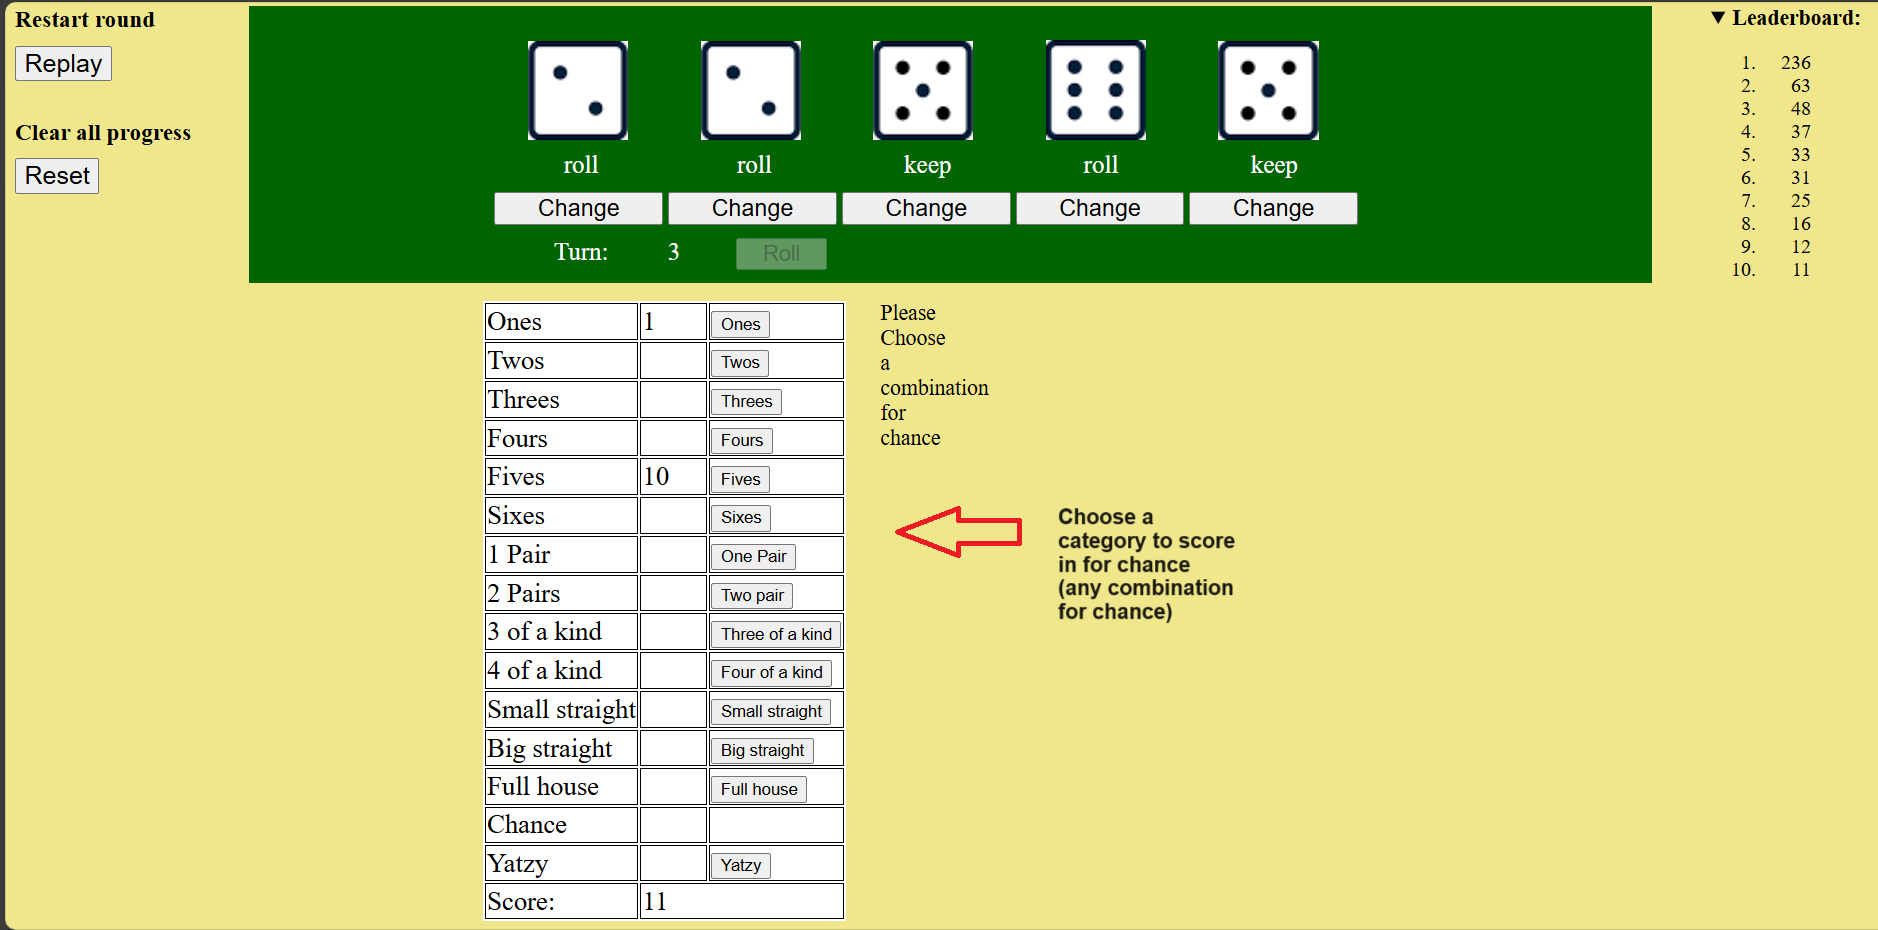 Restart round
Replay
Clear all progress
Reset
roll roll keep roll keep
Change Change Change Change Change
Turn: 3 Roll
▼ Leaderboard:
1. 236
2. 63
3. 48
4. 37
5. 33
6. 31
7. 25
8. 16
9. 12
10. 11
Ones 1 Ones
Twos Twos
Threes Threes
Fours Fours
Fives 10 Fives
Sixes Sixes
1 Pair One Pair
2 Pairs Two pair
3 of a kind Three of a kind
4 of a kind Four of a kind
Small straight Small straight
Big straight Big straight
Full house Full house
Chance
Yatzy Yatzy
Score: 11
Please
Choose
a
combination
for
chance
Choose a
category to score
in for chance
(any combination
for chance)